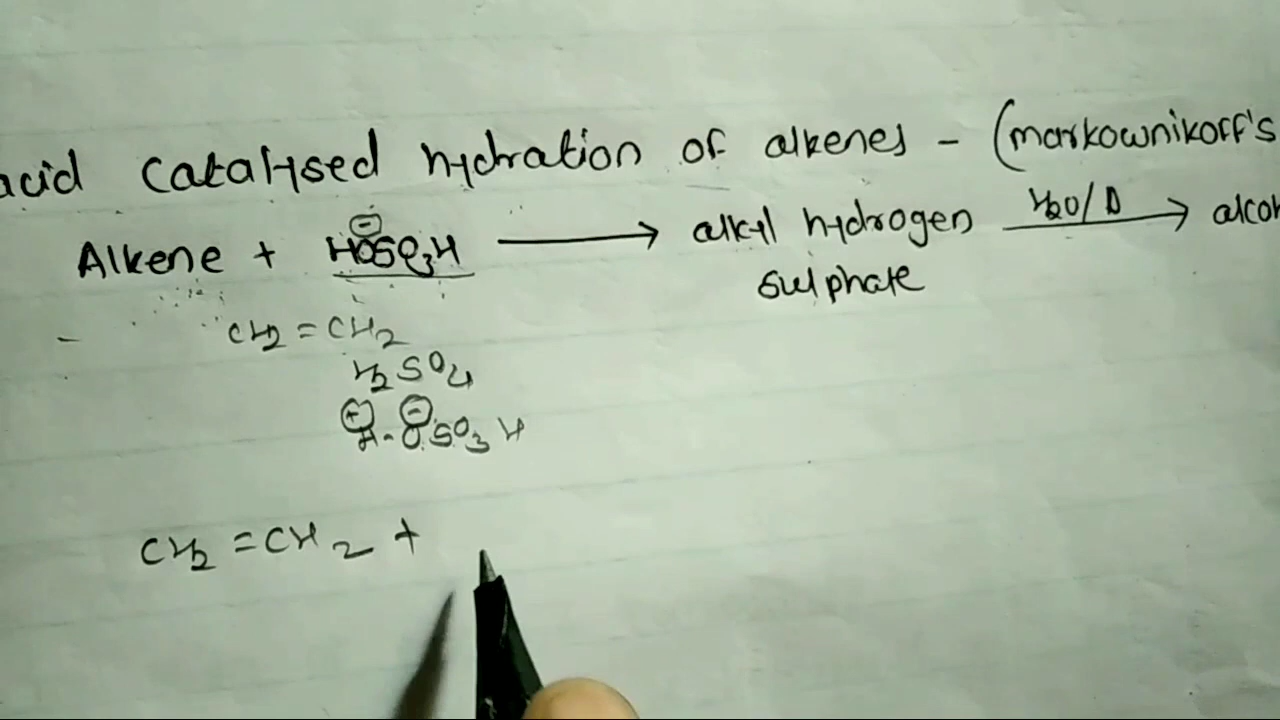 acid catalysed hydration of alkenes - (markownikoff's
Alkene + HOSO3H ⟶ alkyl hydrogen sulphate H2O/Δ ⟶ alcoh
CH2 = CH2
H2SO4
H - OSO3H
CH2 = CH2 +